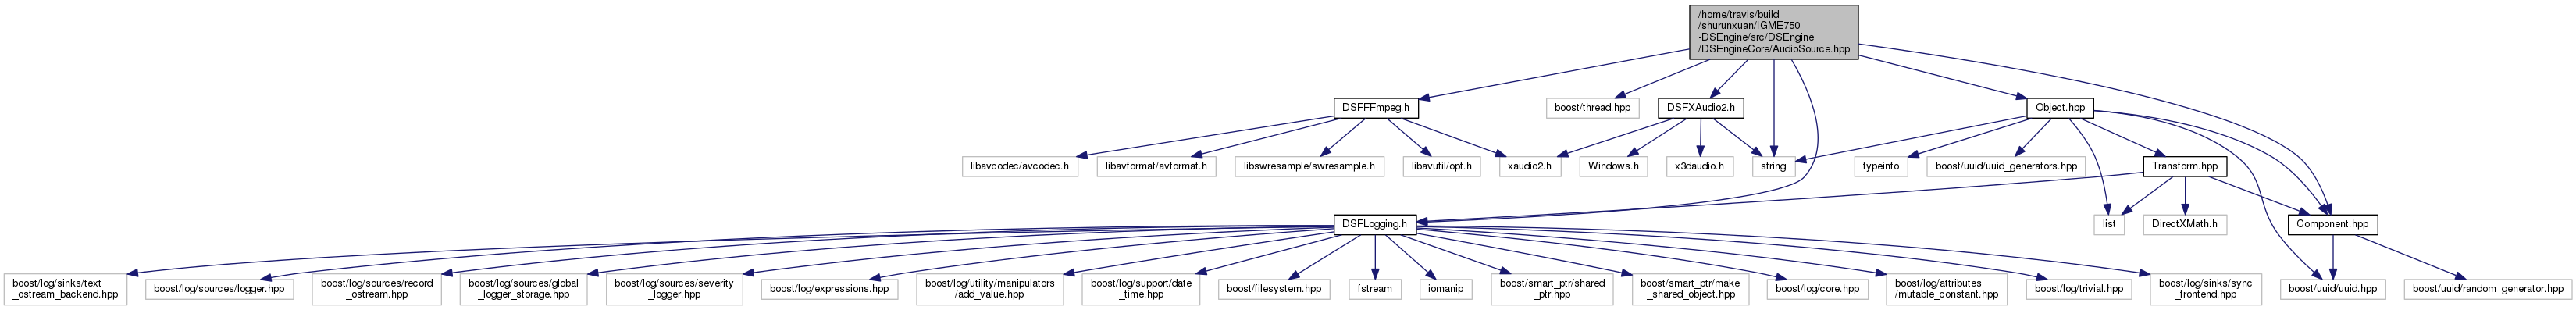 /home/travis/build
/shurunxuan/IGME750
-DSEngine/src/DSEngine
/DSEngineCore/AudioSource.hpp
DSFFFmpeg.h
boost/thread.hpp
DSFXAudio2.h
Object.hpp
libavcodec/avcodec.h
libavformat/avformat.h
libswresample/swresample.h
libavutil/opt.h
xaudio2.h
Windows.h
x3daudio.h
string
typeinfo
boost/uuid/uuid_generators.hpp
Transform.hpp
DSFLogging.h
list
DirectXMath.h
Component.hpp
boost/log/sinks/text
_ostream_backend.hpp
boost/log/sources/logger.hpp
boost/log/sources/record
_ostream.hpp
boost/log/sources/global
_logger_storage.hpp
boost/log/sources/severity
_logger.hpp
boost/log/expressions.hpp
boost/log/utility/manipulators
/add_value.hpp
boost/log/support/date
_time.hpp
boost/filesystem.hpp
fstream
iomanip
boost/smart_ptr/shared
_ptr.hpp
boost/smart_ptr/make
_shared_object.hpp
boost/log/core.hpp
boost/log/attributes
/mutable_constant.hpp
boost/log/trivial.hpp
boost/log/sinks/sync
_frontend.hpp
boost/uuid/uuid.hpp
boost/uuid/random_generator.hpp